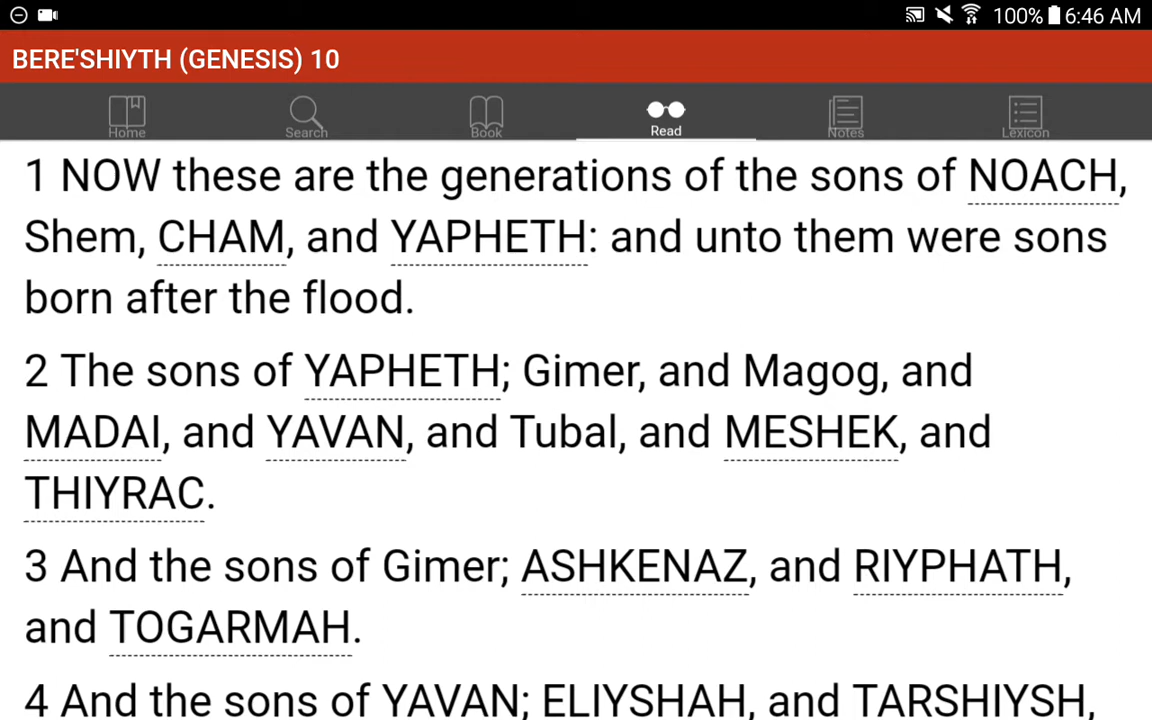 100% 6:46 AM
BERE'SHIYTH (GENESIS) 10
Home Search Book Read Notes Lexicon
1 NOW these are the generations of the sons of NOACH,
Shem, CHAM, and YAPHETH: and unto them were sons
born after the flood.
2 The sons of YAPHETH; Gimer, and Magog, and
MADAI, and YAVAN, and Tubal, and MESHEK, and
THIYRAC.
3 And the sons of Gimer; ASHKENAZ, and RIYPHATH,
and TOGARMAH.
4 And the sons of YAVAN; ELIYSHAH, and TARSHIYSH,